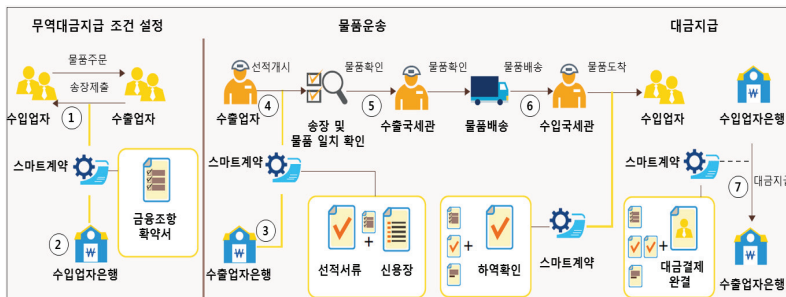 무역대금지급 조건 설정
물품운송
대금지급
물품주문
송장제출
수입업자
①
수출업자
스마트계약
금융조항
확약서
②
수입업자은행
선적개시
④
수출업자
물품확인
송장 및
물품 일치 확인
⑤
물품확인
수출국세관
물품배송
물품배송
⑥
수입국세관
물품도착
수입업자
스마트계약
③
수출업자은행
선적서류
신용장
+
+
하역확인
스마트계약
수입업자은행
₩
스마트계약
⑦
대금지급
+
대금결제
완결
수출업자은행
₩
₩
₩